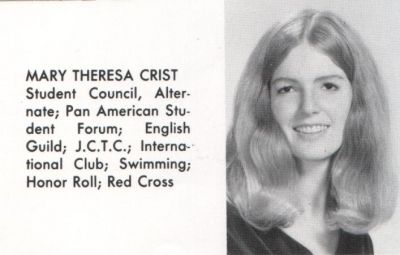 MARY THERESA CRIST
Student Council, Alter-
nate; Pan American Stu-
dent Forum; English
Guild; J.C.T.C.; Interna-
tional Club; Swimming;
Honor Roll; Red Cross